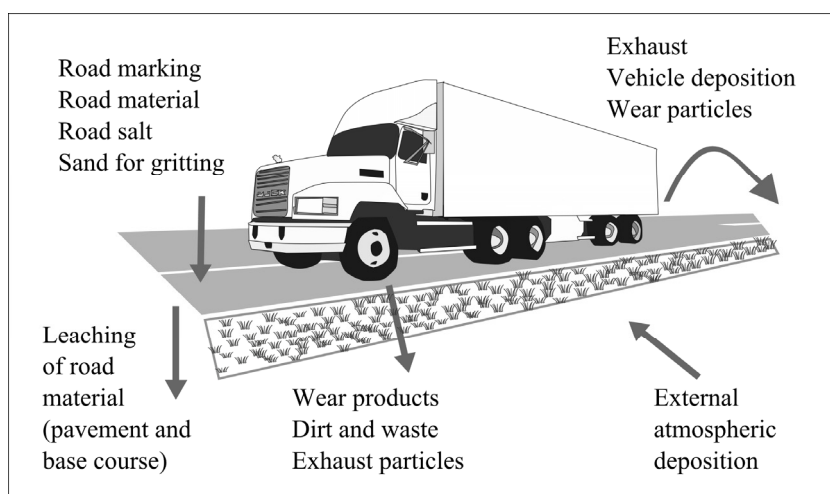 Road marking
Road material
Road salt
Sand for gritting
Exhaust
Vehicle deposition
Wear particles
Leaching
of road
material
(pavement and
base course)
Wear products
Dirt and waste
Exhaust particles
External
atmospheric
deposition